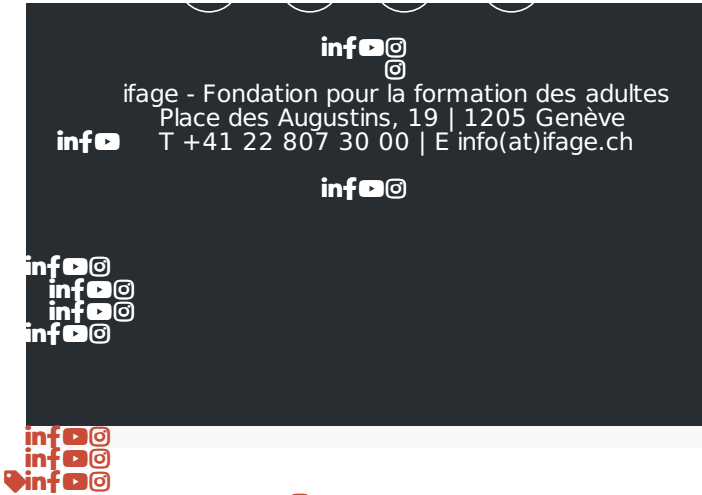 ifage - Fondation pour la formation des adultes
Place des Augustins, 19 | 1205 Genève
T +41 22 807 30 00 | E info(at)ifage.ch